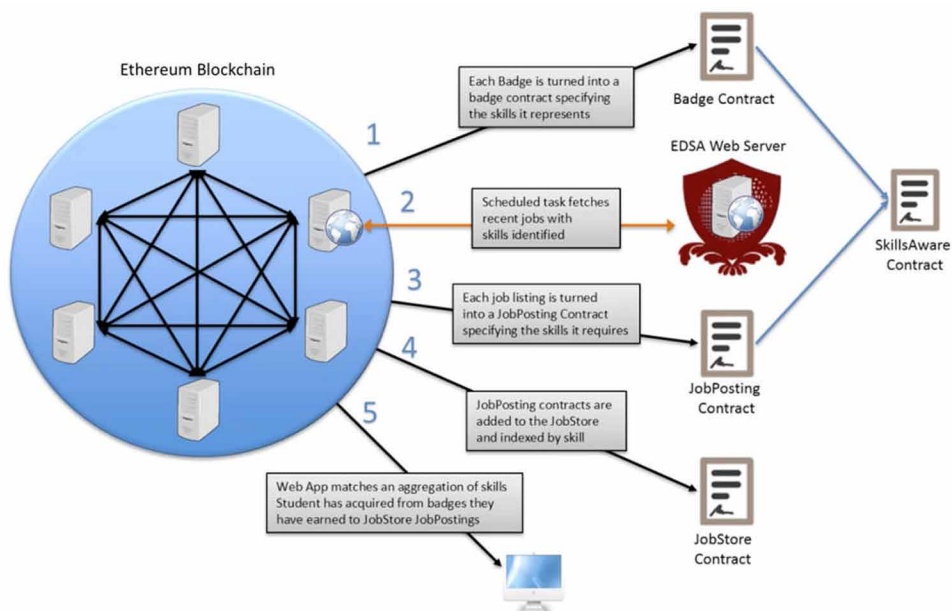 Ethereum Blockchain
1
Each Badge is turned into a
badge contract specifying
the skills it represents
Badge Contract
2
Scheduled task fetches
recent jobs with
skills identified
EDSA Web Server
SkillsAware
Contract
3
Each job listing is turned
into a JobPosting Contract
specifying the skills it requires
JobPosting
Contract
4
JobPosting contracts are
added to the JobStore
and indexed by skill
JobStore
Contract
5
Web App matches an aggregation of skills
Student has acquired from badges they
have earned to JobStore JobPostings